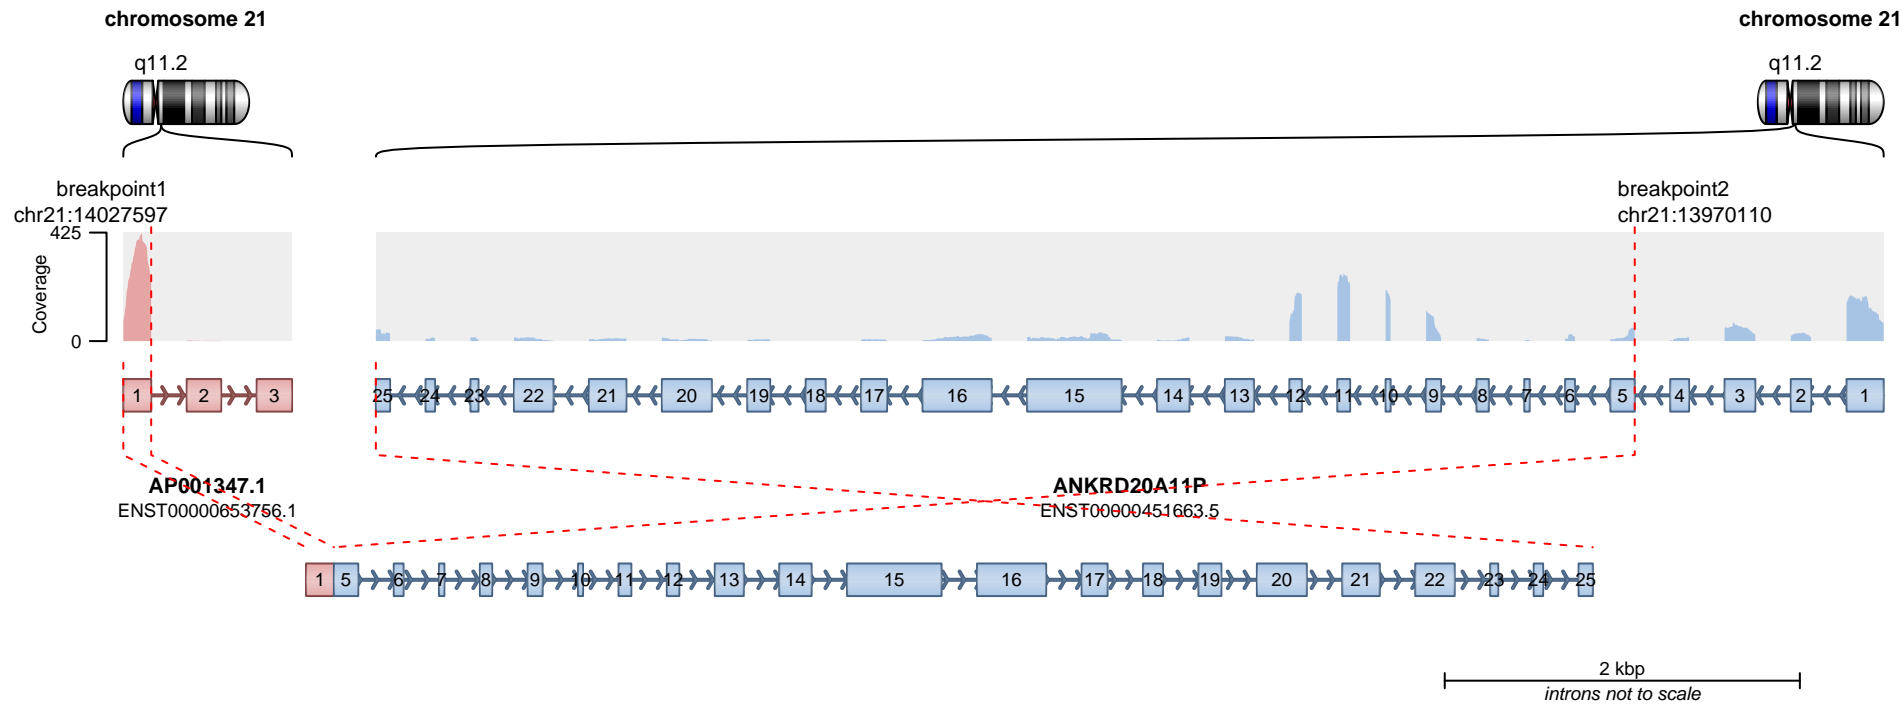 chromosome 21
chromosome 21
q11.2
q11.2
breakpoint1
chr21:14027597
breakpoint2
chr21:13970110
Coverage
425
0
1 2 3
25 24 23 22 21 20 19 18 17 16 15 14 13 12 11 10 9 8 7 6 5 4 3 2 1
AP001347.1
ENST00000653756.1
ANKRD20A11P
ENST00000451663.5
1 5 6 7 8 9 10 11 12 13 14 15 16 17 18 19 20 21 22 23 24 25
2 kbp
introns not to scale